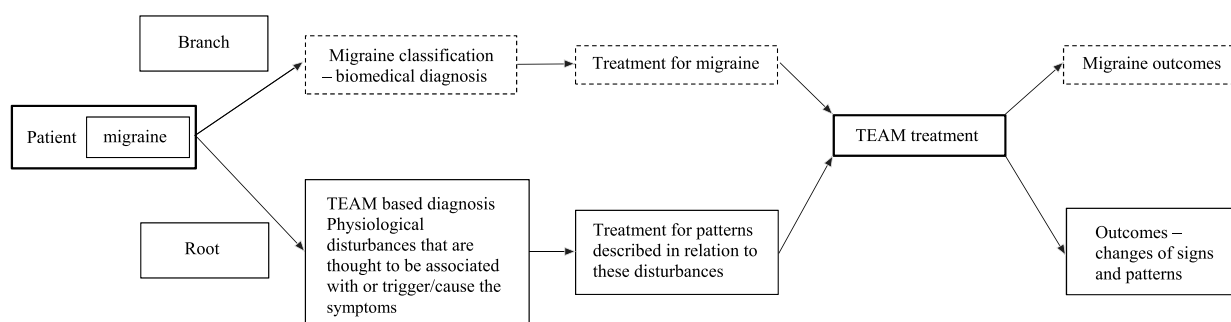 Branch
Migraine classification
– biomedical diagnosis
Treatment for migraine
Migraine outcomes
Patient
migraine
TEAM treatment
Root
TEAM based diagnosis
Physiological
disturbances that are
thought to be associated
with or trigger/cause the
symptoms
Treatment for patterns
described in relation to
these disturbances
Outcomes –
changes of signs
and patterns